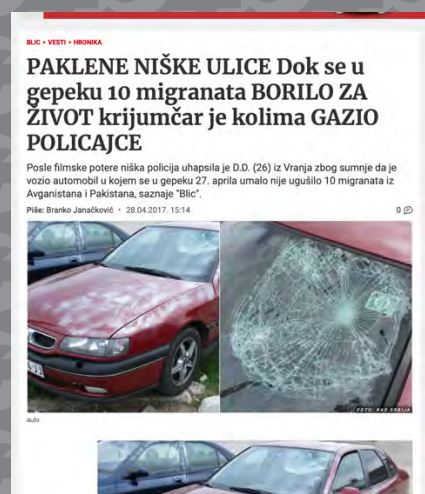 BLIC • VESTI • HRONIKA
PAKLENE NIŠKE ULICE Dok se u
gepeku 10 migranata BORILO ZA
ŽIVOT krijumčar je kolima GAZIO
POLICAJCE
Posle filmske potere niška policija uhapsila je D.D. (26) iz Vranja zbog sumnje da je
vozio automobil u kojem se u gepeku 27. aprila umalo nije ugušilo 10 migranata iz
Avganistana i Pakistana, saznaje "Blic".
Piše: Branko Janačković • 28.04.2017. 15:14
0
FOTO: RAS SRBIJA
auto